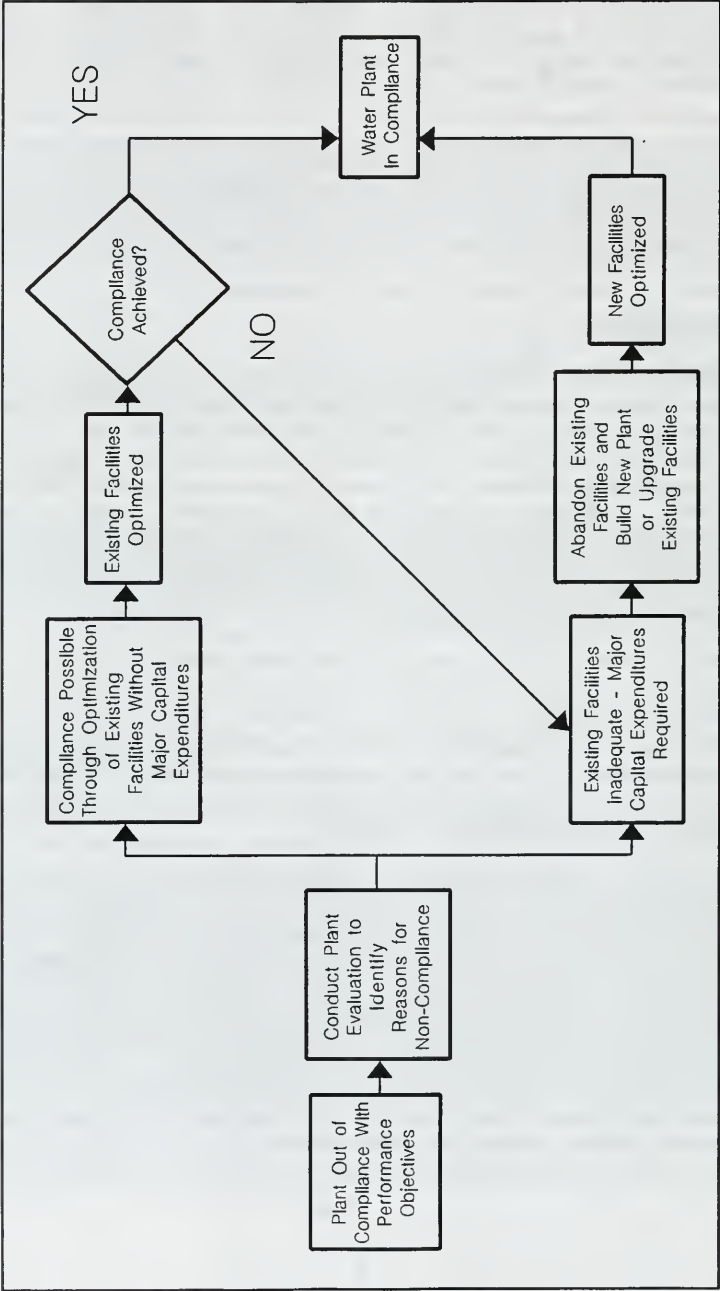 Plant Out of
Compliance With
Performance
Objectives
Conduct Plant
Evaluation to
Identify
Reasons for
Non-Compliance
Compliance Possible
Through Optimization
of Existing
Facilities Without
Major Capital
Expenditures
Existing Facilities
Optimized
Compliance
Achieved?
YES
NO
Water Plant
In Compliance
Existing Facilities
Inadequate - Major
Capital Expenditures
Required
Abandon Existing
Facilities and
Build New Plant
or Upgrade
Existing Facilities
New Facilities
Optimized